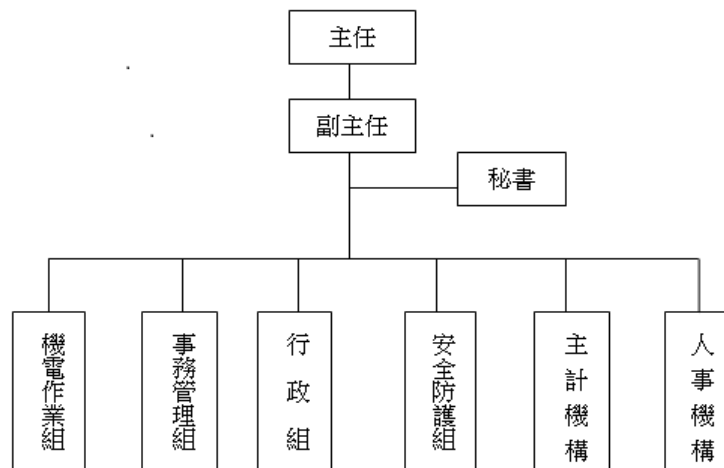 主任
副主任
秘書
機電作業組
事務管理組
行政組
安全防護組
主計機構
人事機構